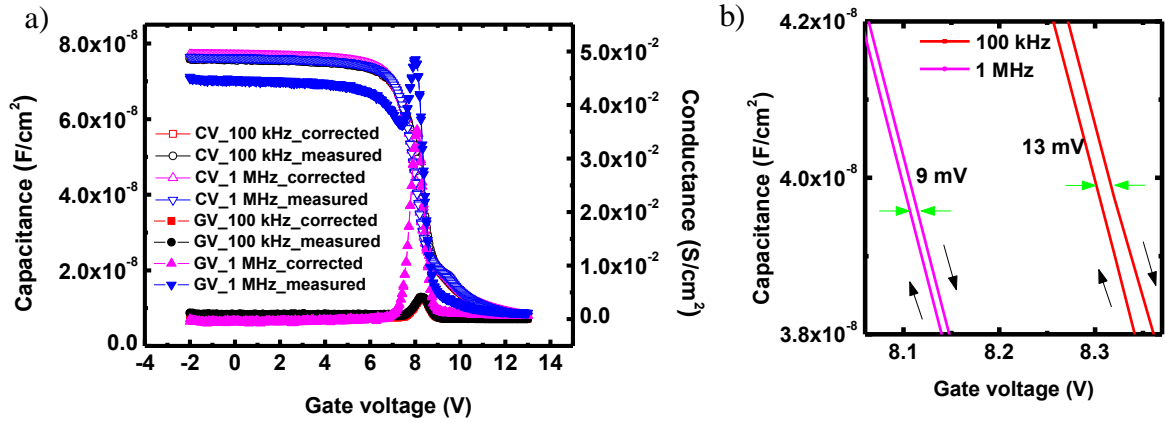 a)
8.0x10⁻⁸
6.0x10⁻⁸
4.0x10⁻⁸
2.0x10⁻⁸
0.0
Capacitance (F/cm²)
5.0x10⁻²
4.0x10⁻²
3.0x10⁻²
2.0x10⁻²
1.0x10⁻²
0.0
Conductance (S/cm²)
CV_100 kHz_corrected
CV_100 kHz_measured
CV_1 MHz_corrected
CV_1 MHz_measured
GV_100 kHz_corrected
GV_100 kHz_measured
GV_1 MHz_corrected
GV_1 MHz_measured
-4 -2 0 2 4 6 8 10 12 14
Gate voltage (V)
b)
4.2x10⁻⁸
4.0x10⁻⁸
3.8x10⁻⁸
Capacitance (F/cm²)
100 kHz
1 MHz
13 mV
9 mV
8.1 8.2 8.3
Gate voltage (V)